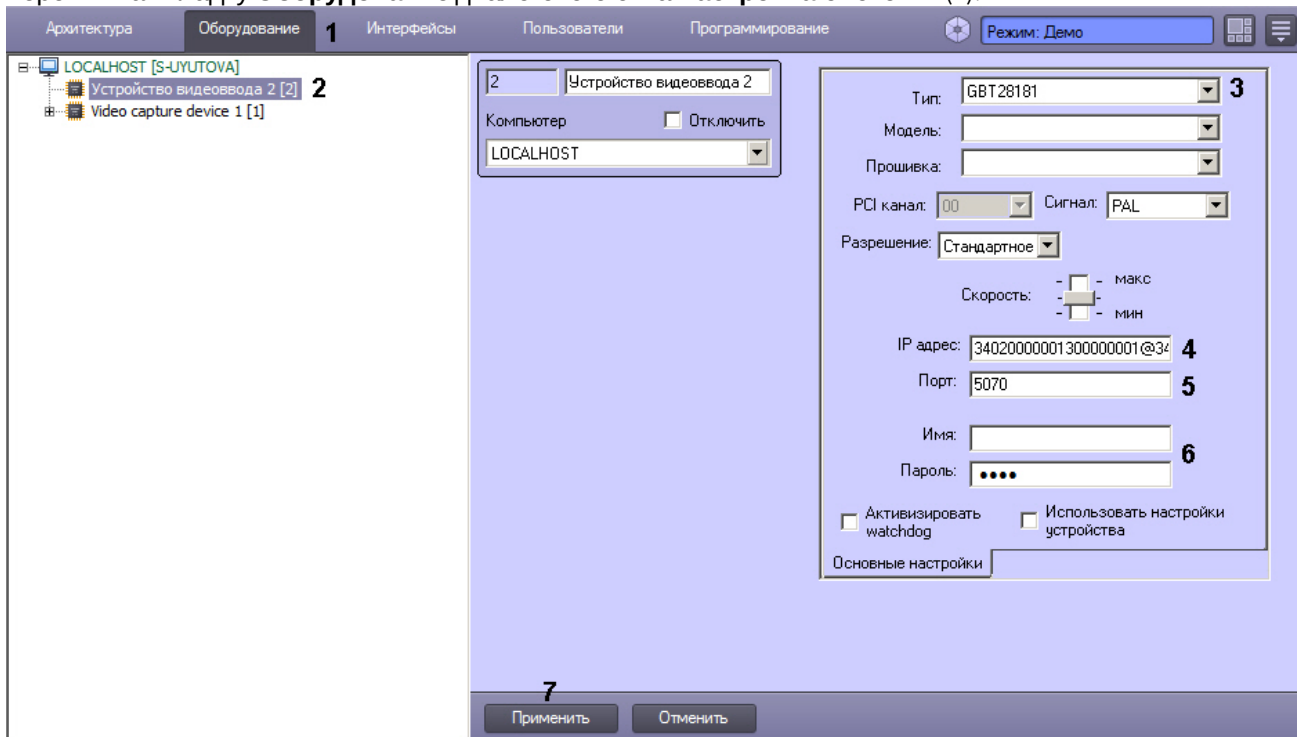 Архитектура Оборудование 1 Интерфейсы Пользователи Программирование Режим: Демо
LOCALHOST [S-UYUTOVA]
Устройство видеоввода 2 [2] 2
Video capture device 1 [1]
2 Устройство видеоввода 2
Компьютер Отключить
LOCALHOST
Тип: GBT28181 3
Модель:
Прошивка:
PCI канал: 00 Сигнал: PAL
Разрешение: Стандартное
макс
Скорость:
мин
IP адрес: 34020000001300000001@34 4
Порт: 5070 5
Имя:
6
Пароль: ••••
Активизировать watchdog
Использовать настройки устройства
Основные настройки
7
Применить Отменить